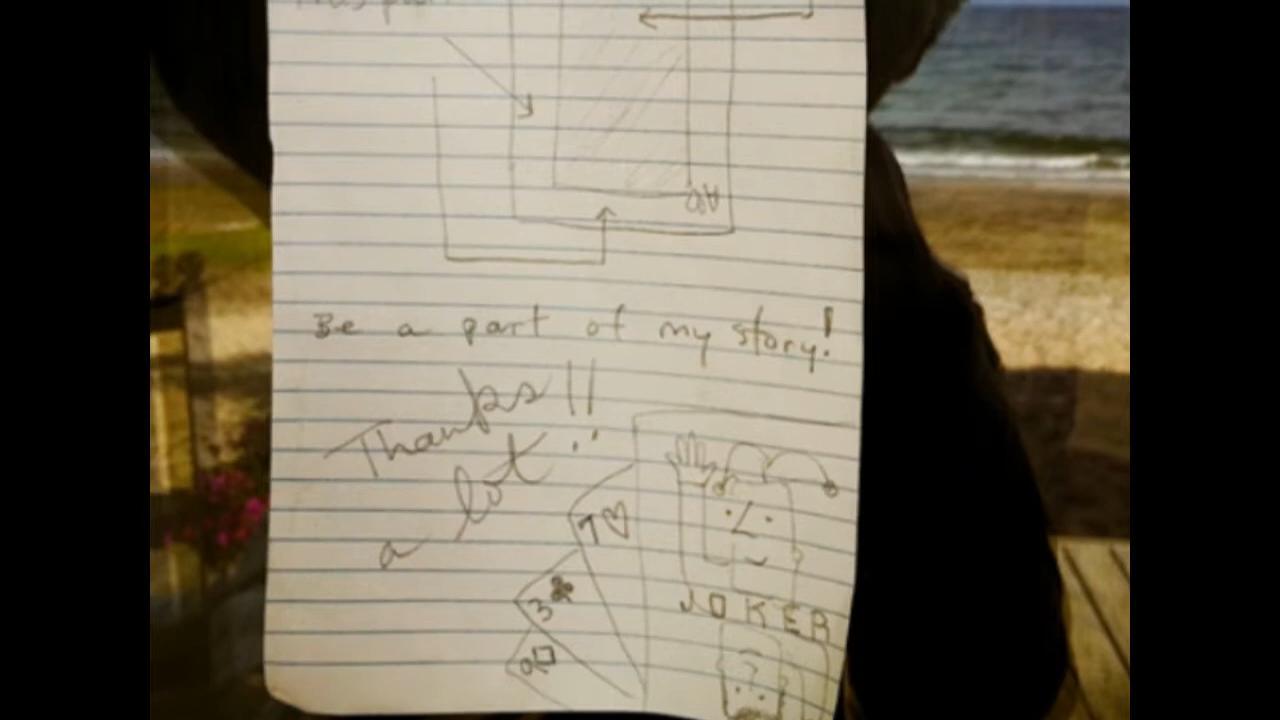 Be a part of my story!
Thanks!!
a lot
7♡
3♣
JOKER